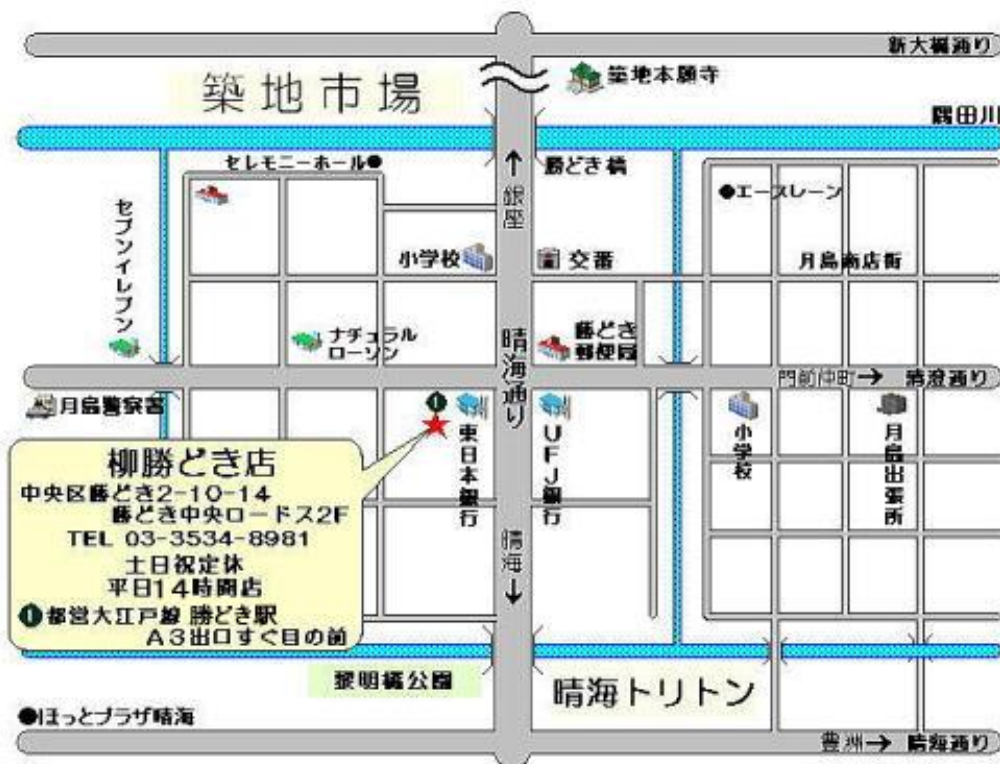 新大橋通り
築地市場
築地本願寺
隅田川
セレモニーホール●
勝どき橋
●エースレーン
↑
銀座
セブンイレブン
小学校
交番
月島商店街
ナチュラル
ローソン
晴海通り
藤どき
郵便局
門前仲町→ 清澄通り
月島警察署
東日本銀行
UFJ銀行
小学校
月島出張所
柳勝どき店
中央区藤どき2-10-14
藤どき中央ロードス2F
TEL 03-3534-8981
土日祝定休
平日14時開店
都営大江戸線 勝どき駅
A3出口すぐ目の前
晴海
↓
黎明橋公園
晴海トリトン
●ほっとプラザ晴海
豊洲→ 晴海通り